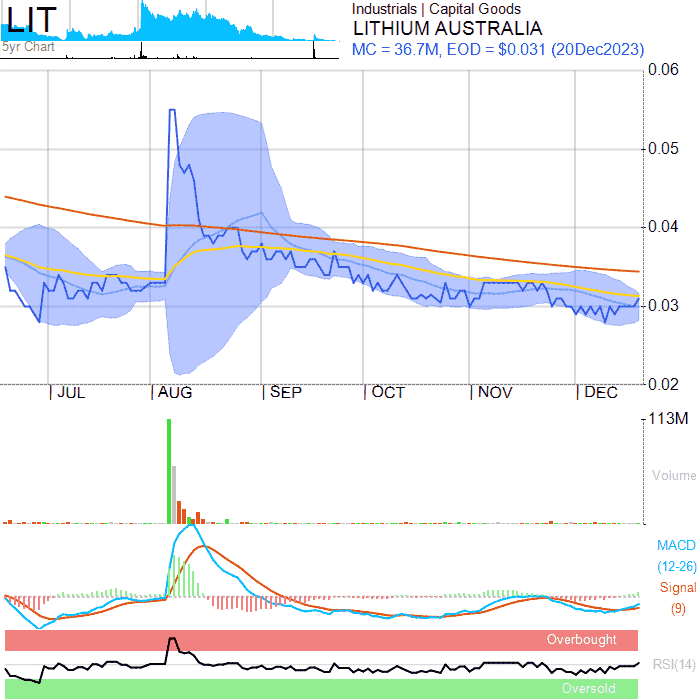 LIT
5yr Chart
Industrials | Capital Goods
LITHIUM AUSTRALIA
MC = 36.7M, EOD = $0.031 (20Dec2023)
0.06
0.05
0.04
0.03
0.02
JUL AUG SEP OCT NOV DEC
113M
Volume
MACD
(12-26)
Signal
(9)
Overbought
RSI(14)
Oversold